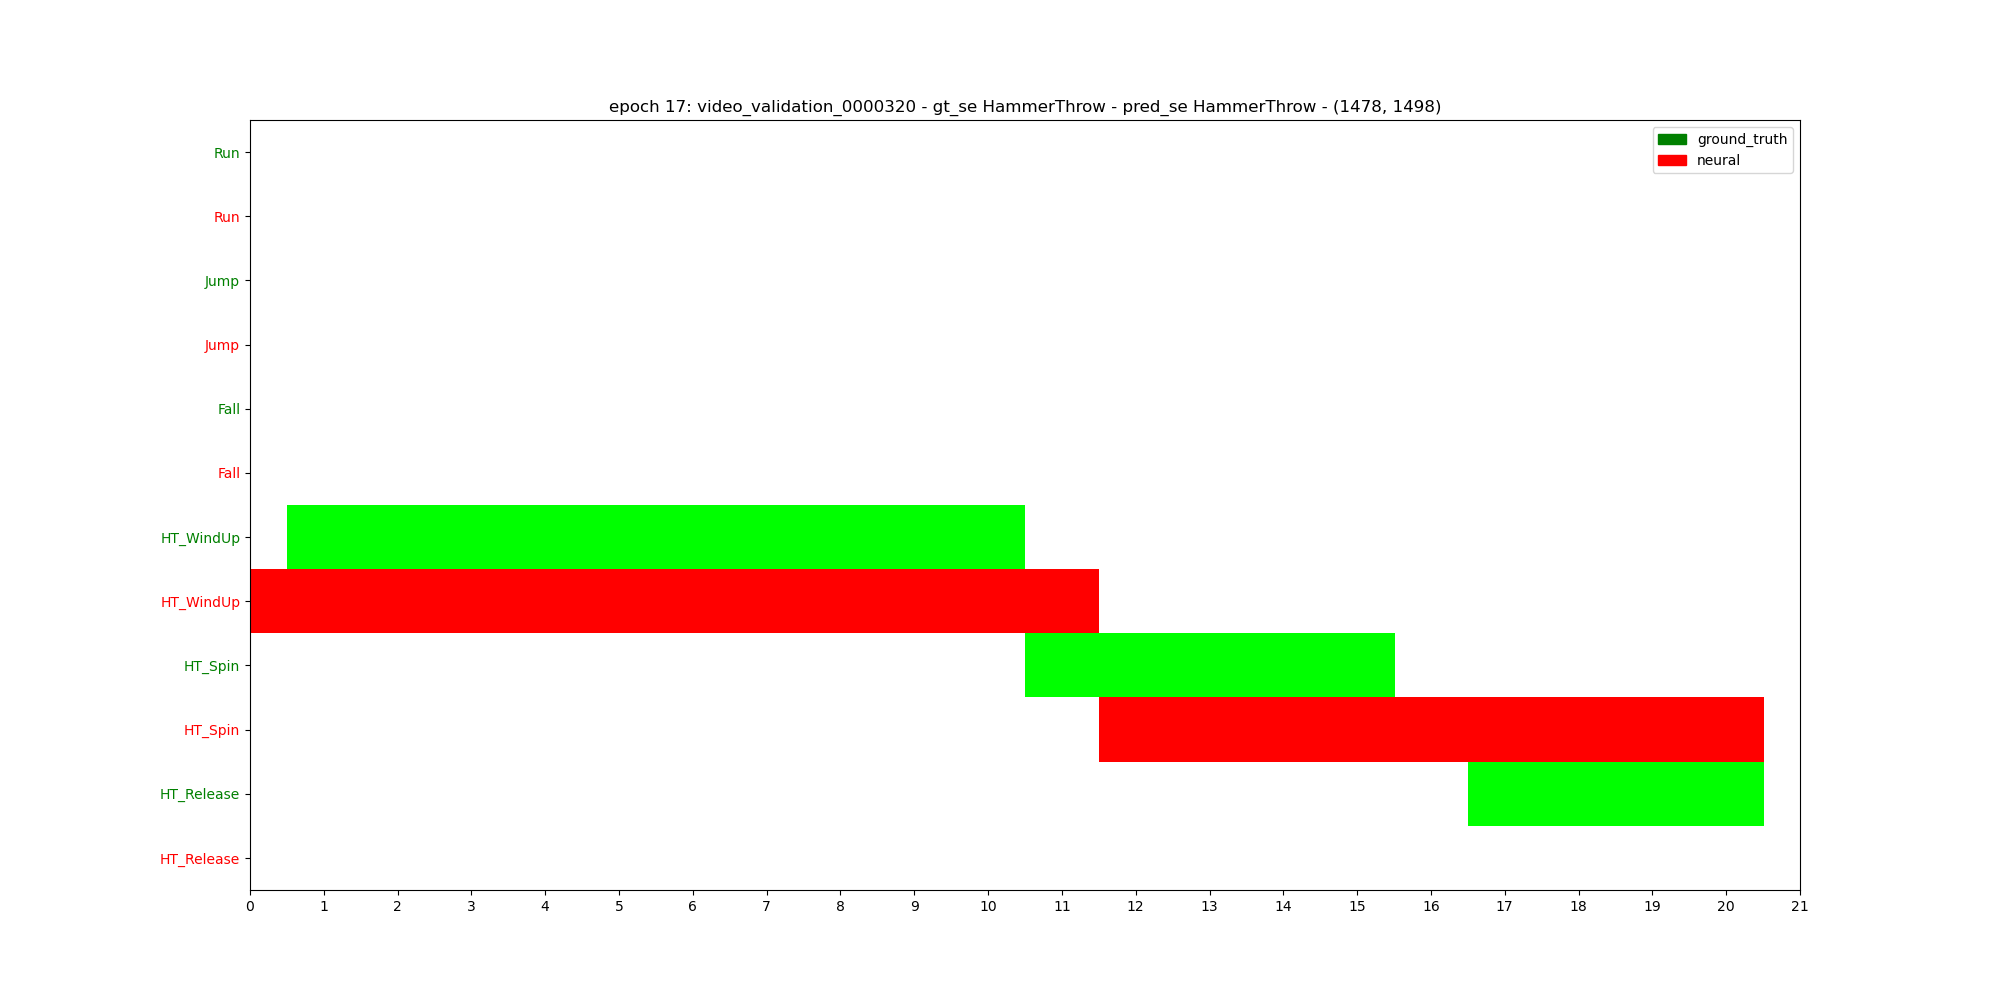 epoch 17: video_validation_0000320 - gt_se HammerThrow - pred_se HammerThrow - (1478, 1498)
ground_truth
neural
Run
Run
Jump
Jump
Fall
Fall
HT_WindUp
HT_WindUp
HT_Spin
HT_Spin
HT_Release
HT_Release
0 1 2 3 4 5 6 7 8 9 10 11 12 13 14 15 16 17 18 19 20 21